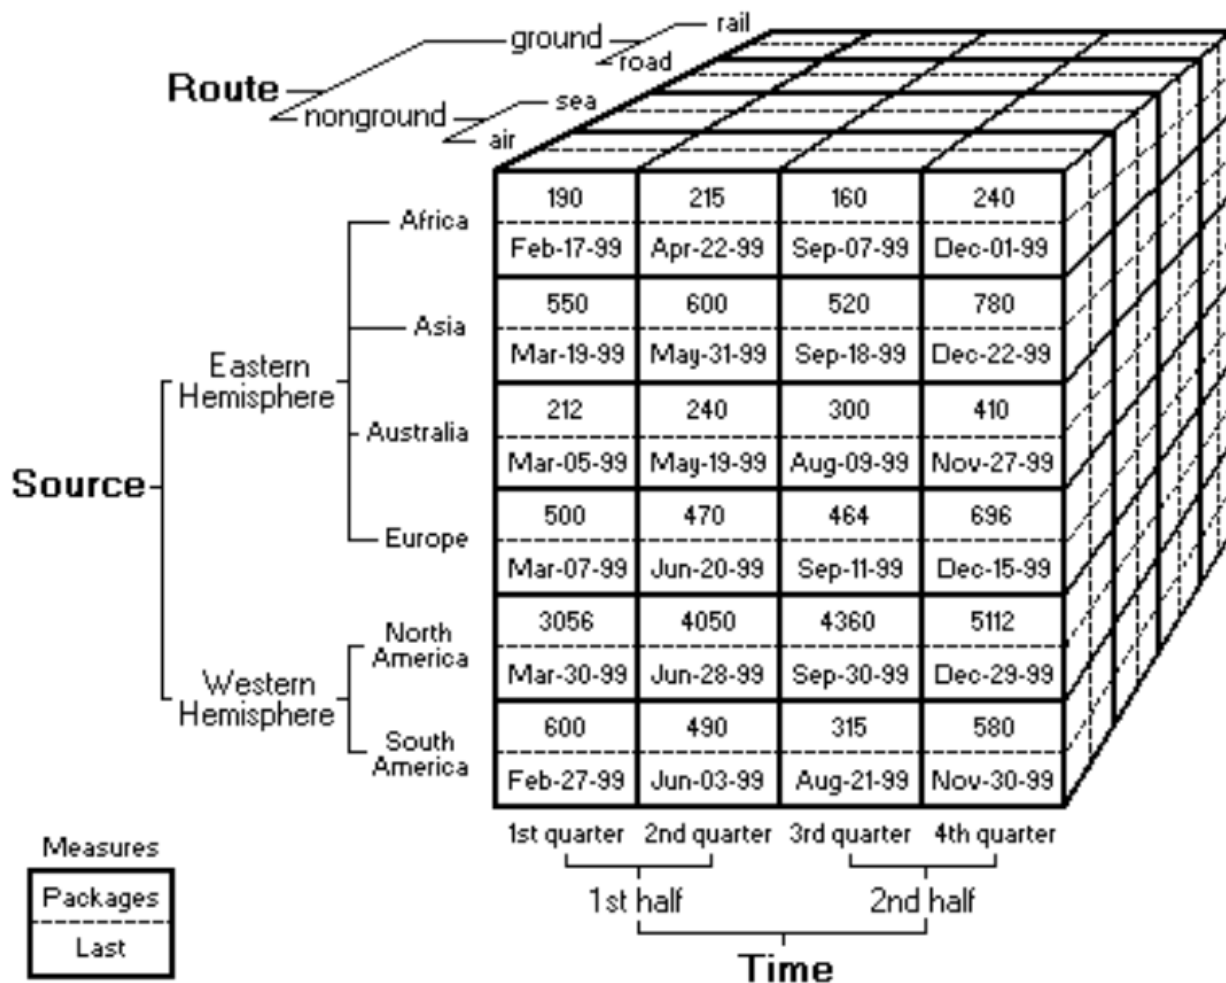 rail
ground
road
Route
sea
nonground
air
190 215 160 240
Africa
Feb-17-99 Apr-22-99 Sep-07-99 Dec-01-99
550 600 520 780
Asia
Mar-19-99 May-31-99 Sep-18-99 Dec-22-99
Eastern
Hemisphere
212 240 300 410
Australia
Mar-05-99 May-19-99 Aug-09-99 Nov-27-99
Source
500 470 464 696
Europe
Mar-07-99 Jun-20-99 Sep-11-99 Dec-15-99
3056 4050 4360 5112
North
America
Mar-30-99 Jun-28-99 Sep-30-99 Dec-29-99
Western
Hemisphere
600 490 315 580
South
America
Feb-27-99 Jun-03-99 Aug-21-99 Nov-30-99
1st quarter 2nd quarter 3rd quarter 4th quarter
Measures
Packages
Last
1st half 2nd half
Time